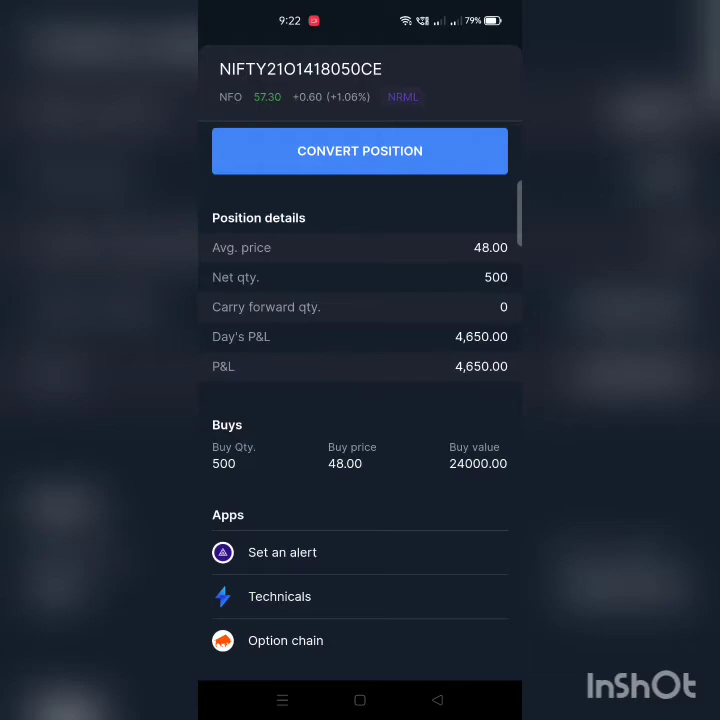 9:22 79%
NIFTY21O1418050CE
NFO 57.30 +0.60 (+1.06%) NRML
CONVERT POSITION
Position details
Avg. price 48.00
Net qty. 500
Carry forward qty. 0
Day's P&L 4,650.00
P&L 4,650.00
Buys
Buy Qty. Buy price Buy value
500 48.00 24000.00
Apps
Set an alert
Technicals
Option chain
InShOt